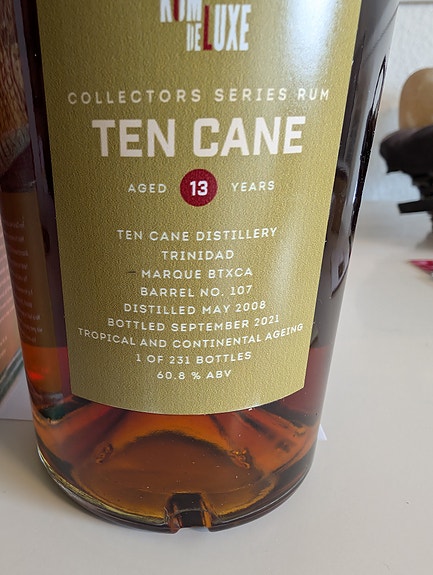 ROM
DE LUXE
COLLECTORS SERIES RUM
TEN CANE
AGED 13 YEARS
TEN CANE DISTILLERY
TRINIDAD
MARQUE BTXCA
BARREL NO. 107
DISTILLED MAY 2008
BOTTLED SEPTEMBER 2021
TROPICAL AND CONTINENTAL AGEING
1 OF 231 BOTTLES
60.8 % ABV